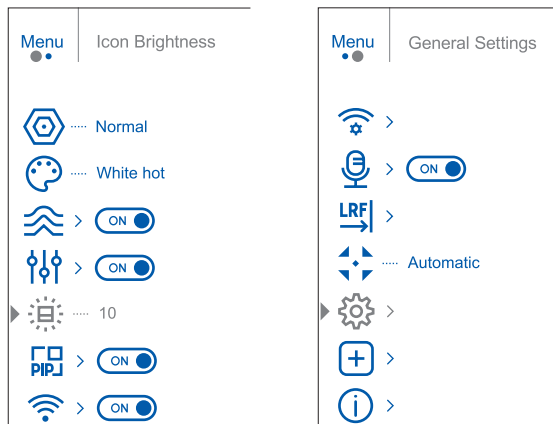 Menu
Icon Brightness
Normal
White hot
ON
ON
10
PIP
ON
ON
Menu
General Settings
ON
LRF
Automatic